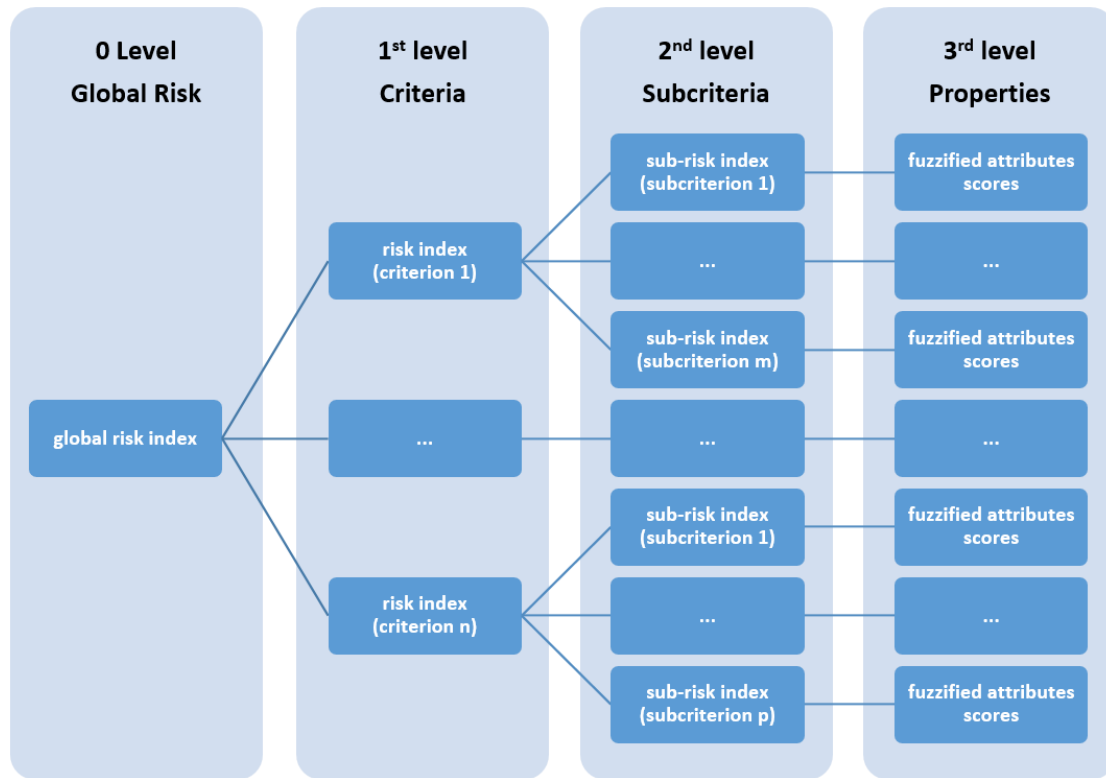 0 Level
Global Risk
global risk index
1st level
Criteria
risk index
(criterion 1)
...
risk index
(criterion n)
2nd level
Subcriteria
sub-risk index
(subcriterion 1)
...
sub-risk index
(subcriterion m)
...
sub-risk index
(subcriterion 1)
...
sub-risk index
(subcriterion p)
3rd level
Properties
fuzzified attributes
scores
...
fuzzified attributes
scores
...
fuzzified attributes
scores
...
fuzzified attributes
scores